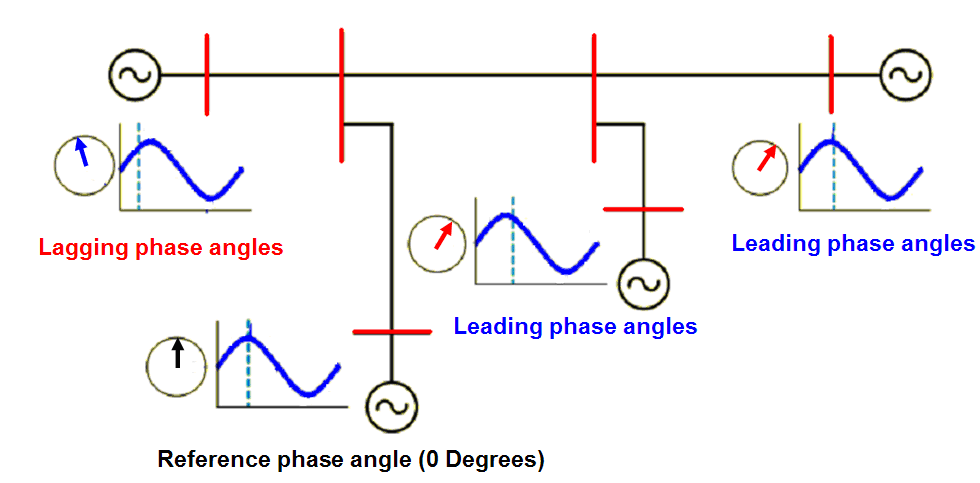 Lagging phase angles
Leading phase angles
Leading phase angles
Reference phase angle (0 Degrees)